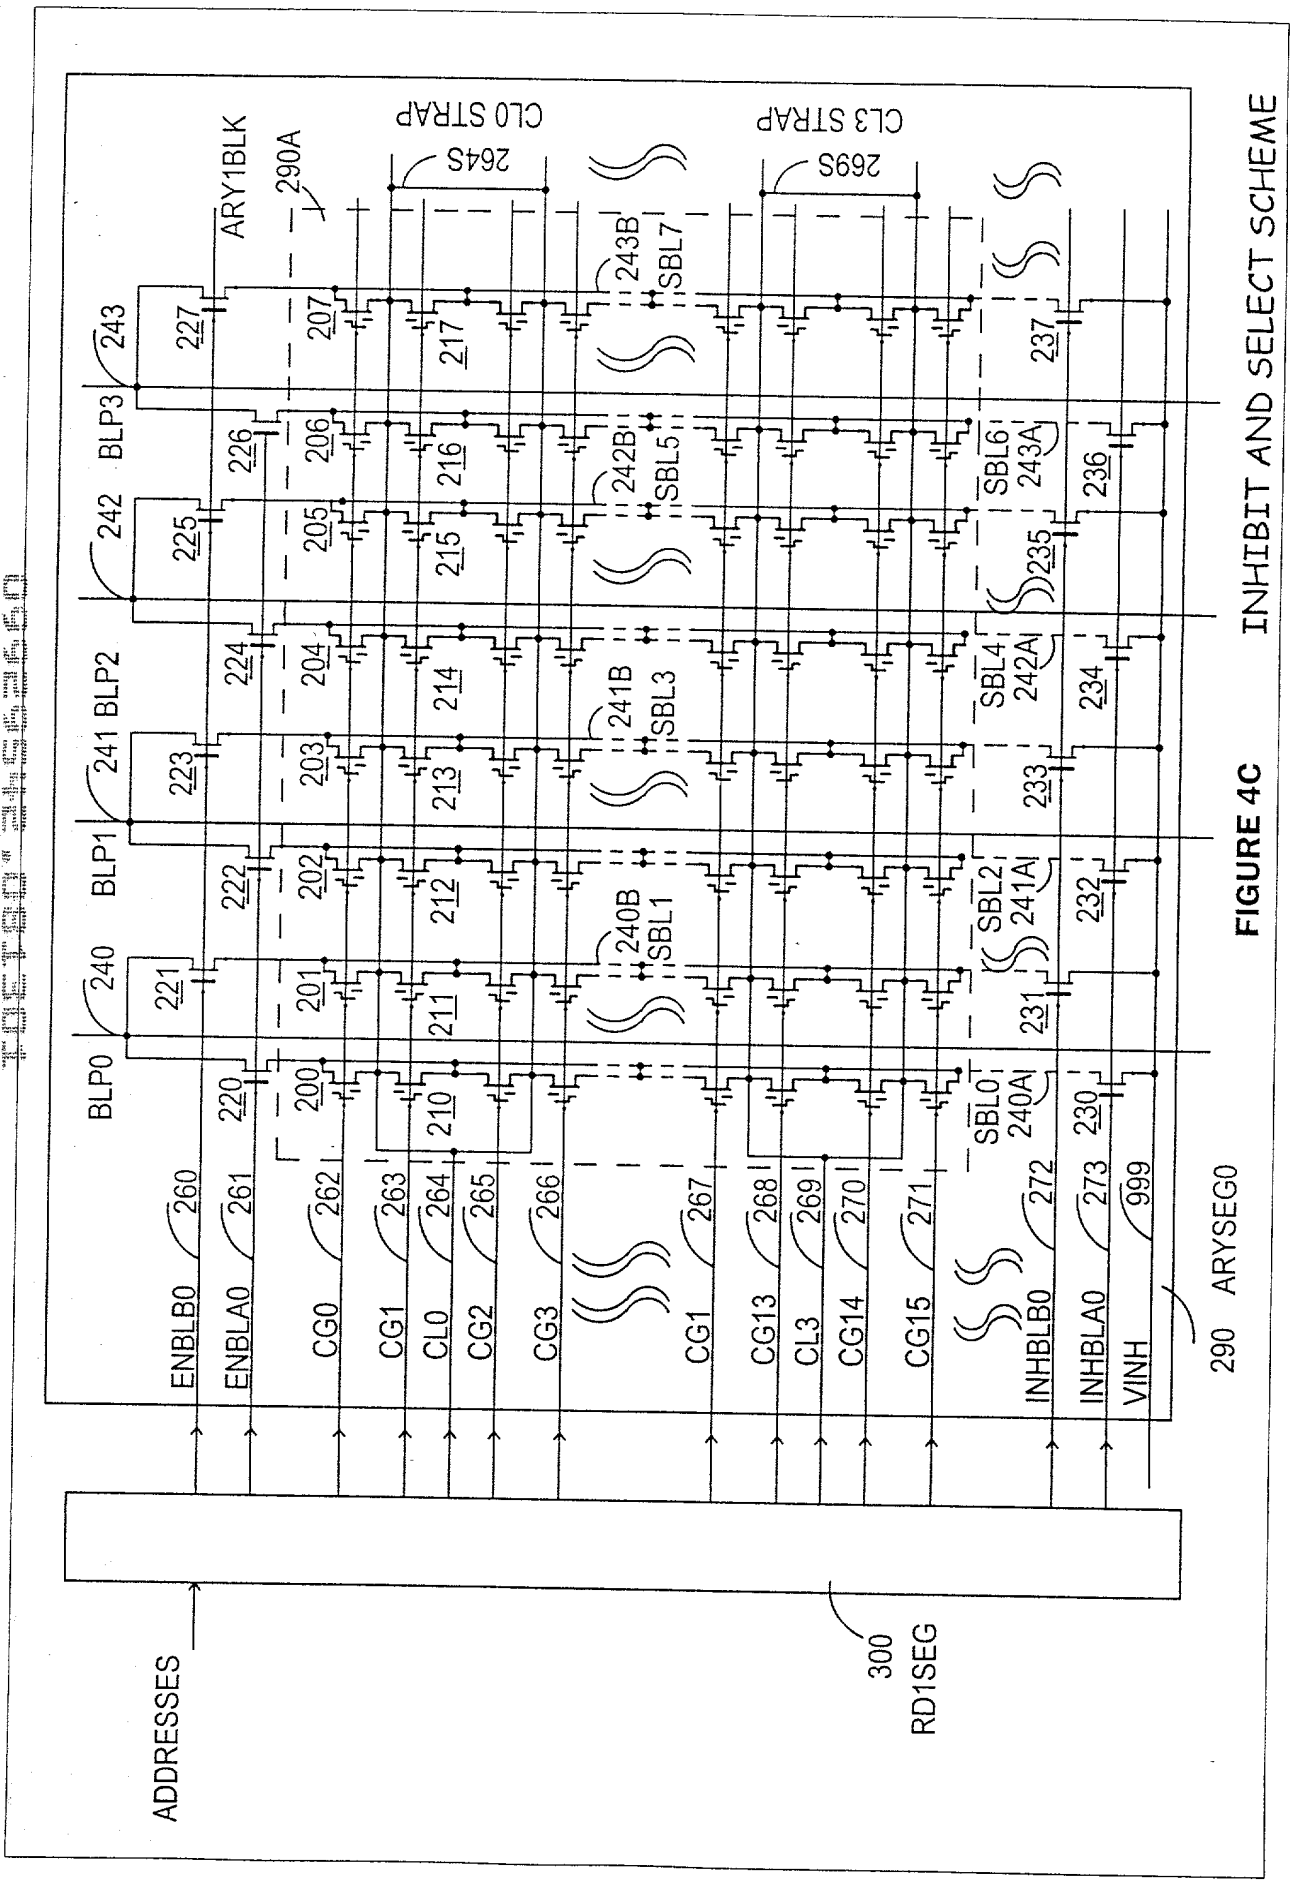 ADDRESSES
300
RD1SEG
ENBLB0 260
ENBLA0 261
CG0 262
CG1 263
CL0 264
CG2 265
CG3 266
CG1 267
CG13 268
CL3 269
CG14 270
CG15 271
INHBLB0 272
INHBLA0 273
VINH 999
290 ARYSEG0
BLP0 240
BLP1 241
BLP2 242
BLP3 243
220 221 222 223 224 225 226 227
200 201 202 203 204 205 206 207
210 211 212 213 214 215 216 217
240B 241B 242B 243B
SBL1 SBL3 SBL5 SBL7
SBL0 SBL2 SBL4 SBL6
240A 241A 242A 243A
230 231 232 233 234 235 236 237
ARY1BLK
290A
264S
CL0 STRAP
269S
CL3 STRAP
FIGURE 4C
INHIBIT AND SELECT SCHEME